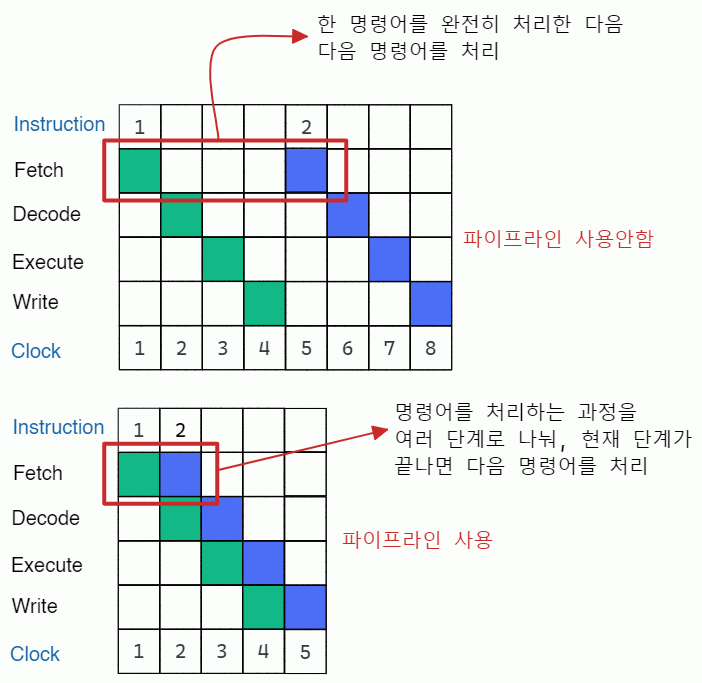 한 명령어를 완전히 처리한 다음
다음 명령어를 처리
Instruction 1 2
Fetch
Decode
파이프라인 사용안함
Execute
Write
Clock 1 2 3 4 5 6 7 8
명령어를 처리하는 과정을
여러 단계로 나눠, 현재 단계가
끝나면 다음 명령어를 처리
Instruction 1 2
Fetch
Decode
파이프라인 사용
Execute
Write
Clock 1 2 3 4 5